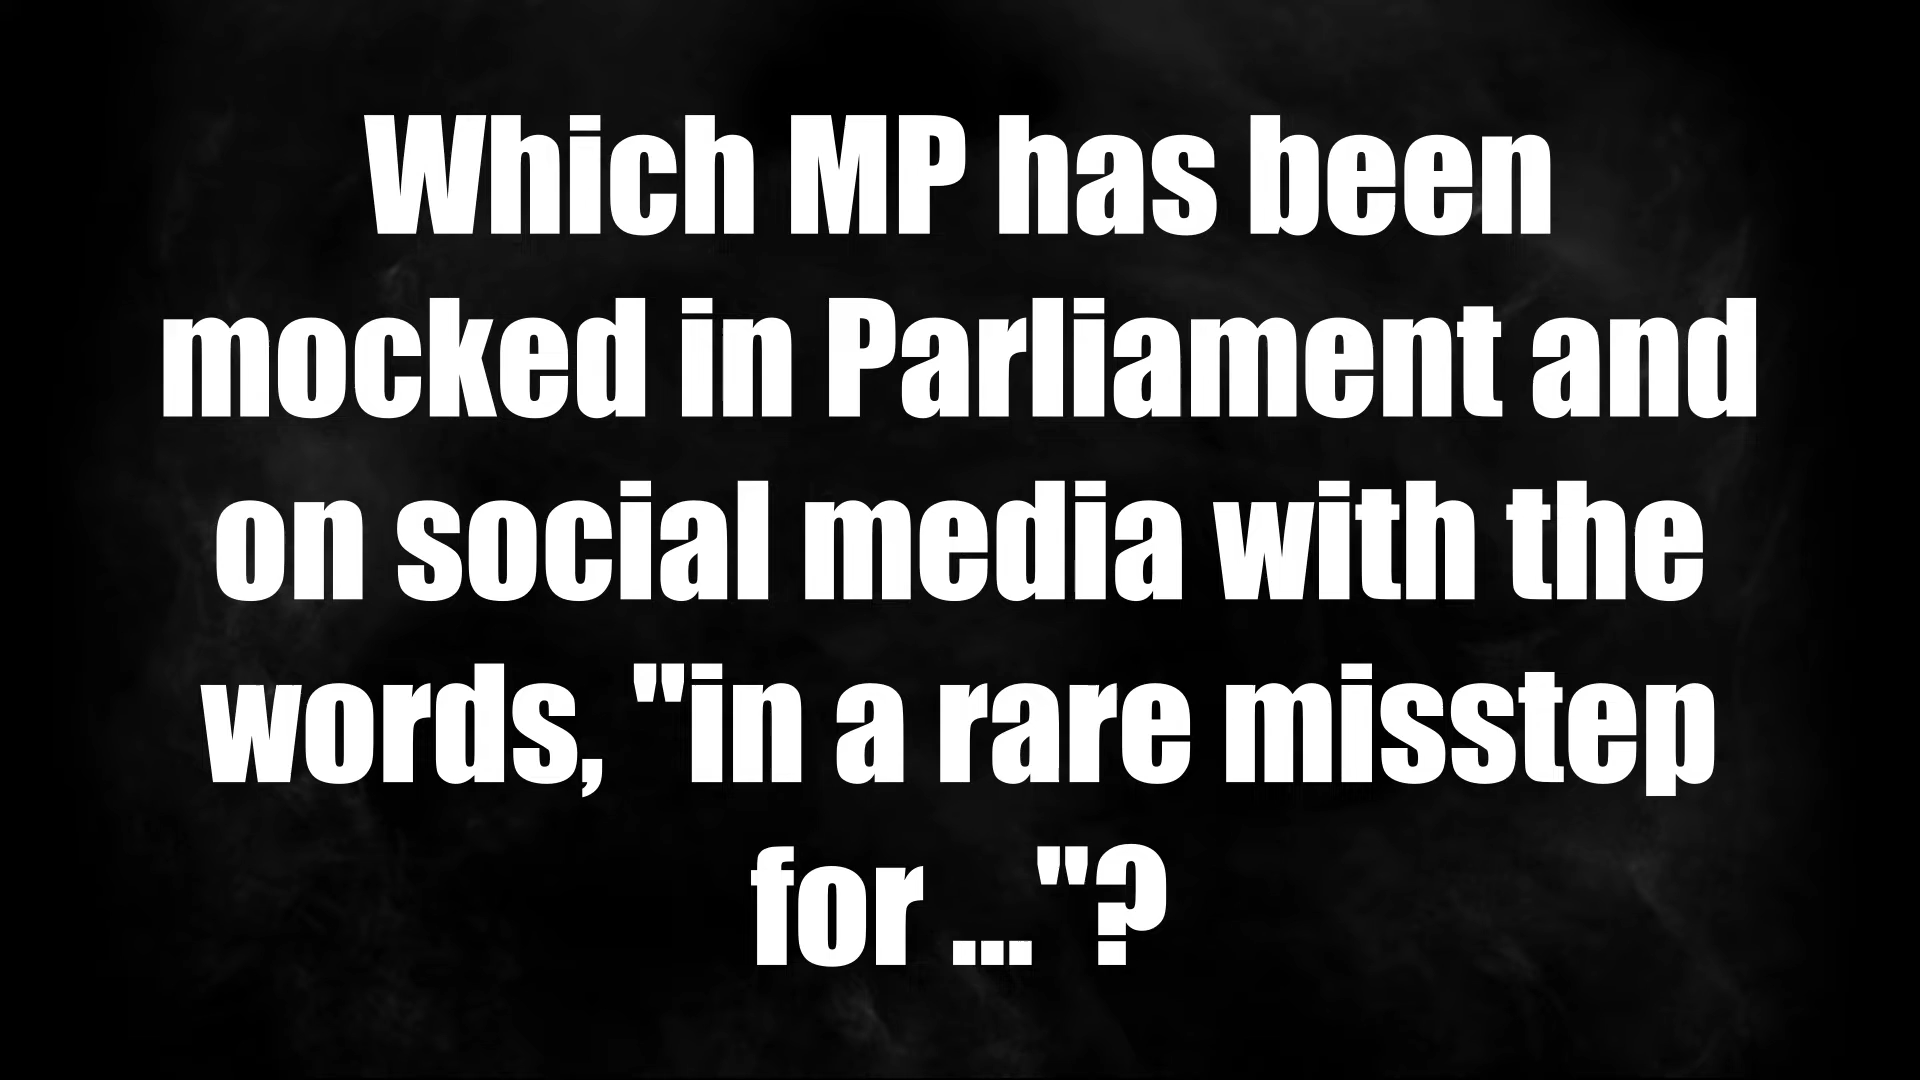 Which MP has been
mocked in Parliament and
on social media with the
words, "in a rare misstep
for ..."?